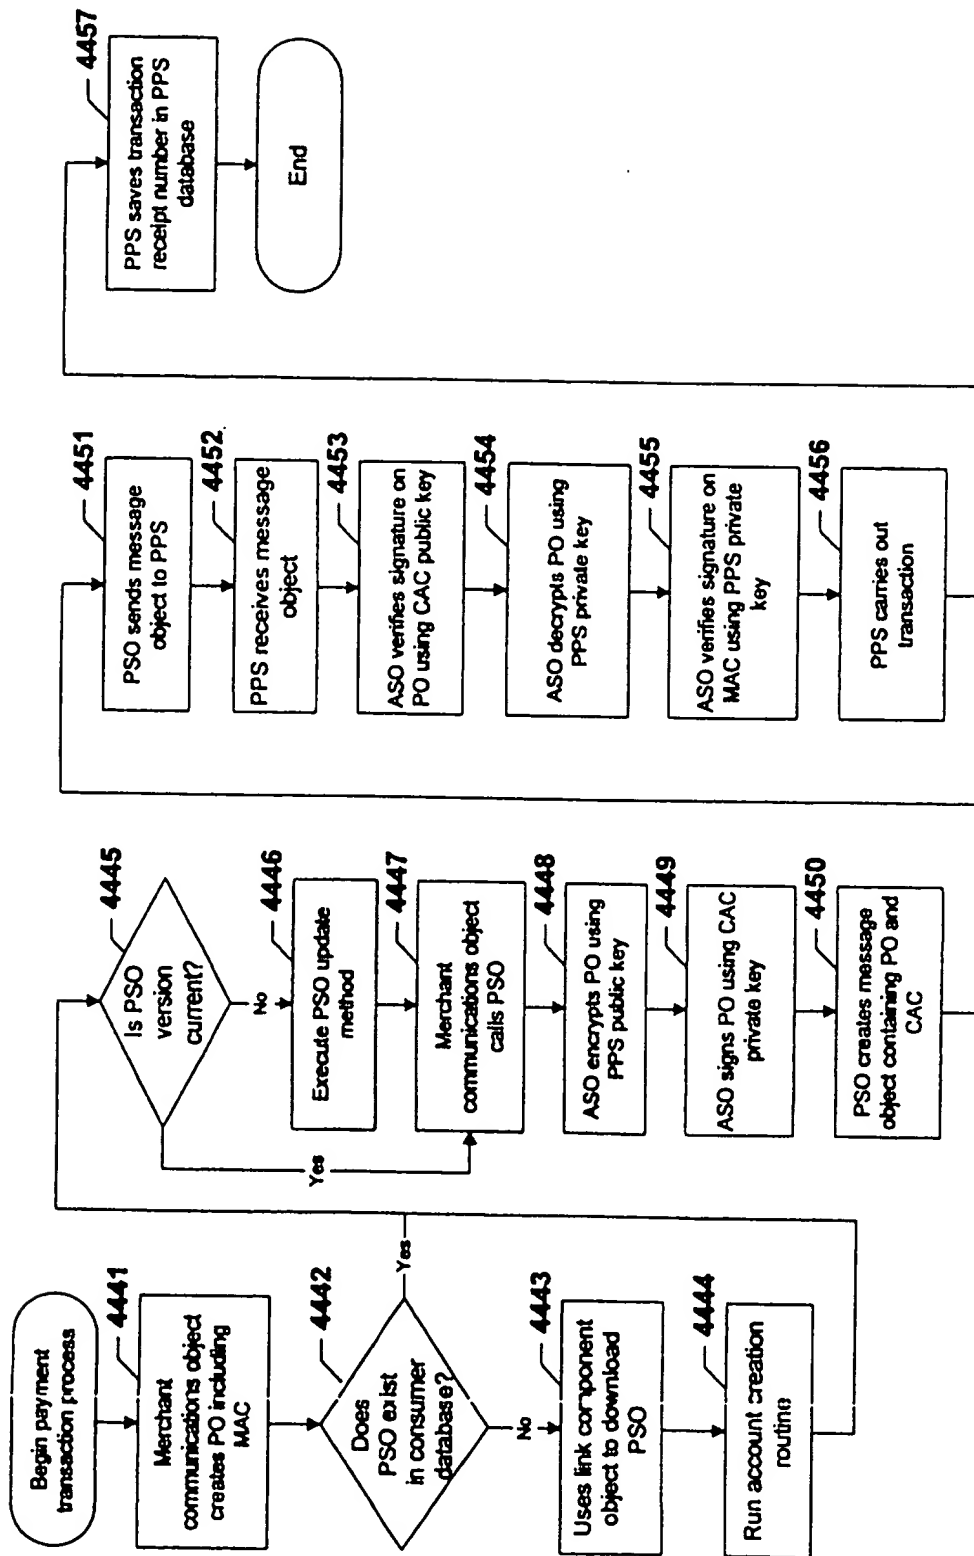 Begin payment
transaction process
4441
Merchant
communications object
creates PO including
MAC
4442
Does
PSO exist
in consumer
database?
Yes
No
4443
Uses link component
object to download
PSO
4444
Run account creation
routine
4445
Is PSO
version
current?
No
Yes
4446
Execute PSO update
method
4447
Merchant
communications object
calls PSO
4448
ASO encrypts PO using
PPS public key
4449
ASO signs PO using CAC
private key
4450
PSO creates message
object containing PO and
CAC
4451
PSO sends message
object to PPS
4452
PPS receives message
object
4453
ASO verifies signature on
PO using CAC public key
4454
ASO decrypts PO using
PPS private key
4455
ASO verifies signature on
MAC using PPS private
key
4456
PPS carries out
transaction
4457
PPS saves transaction
receipt number in PPS
database
End